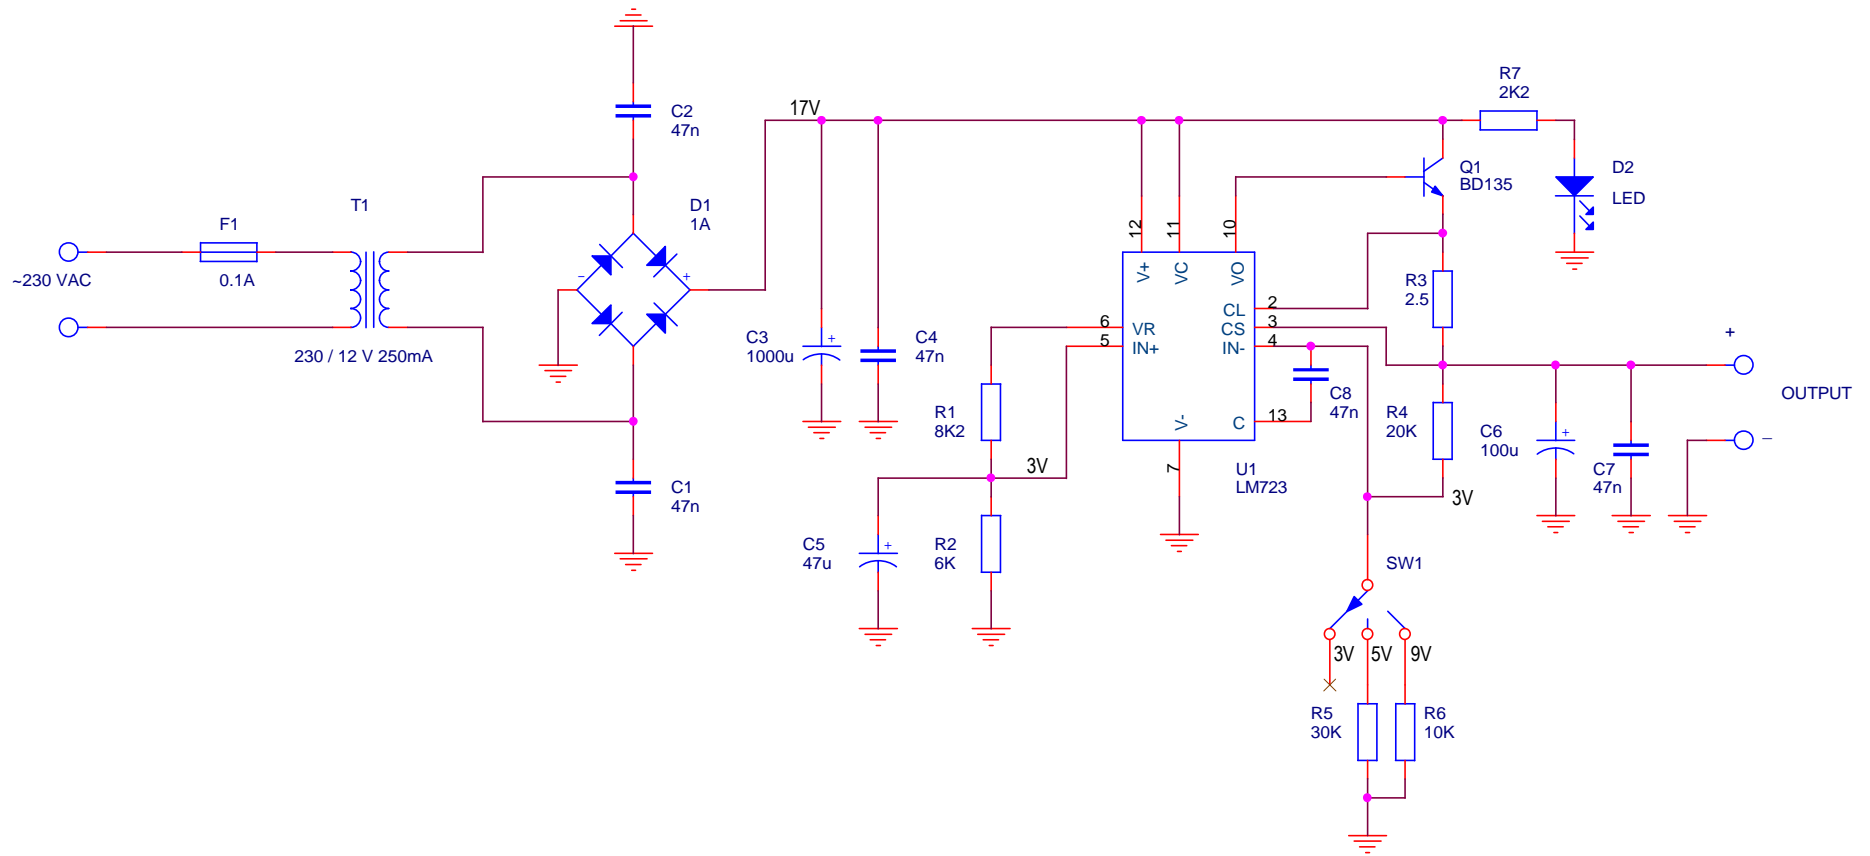 C2
47n
17V
R7
2K2
Q1
BD135
D2
LED
T1
D1
1A
F1
0.1A
~230 VAC
230 / 12 V 250mA
−
+
C3
1000u
+
C4
47n
12
11
10
V+
VC
VO
CL
2
CS
3
IN-
4
6
VR
5
IN+
V-
C
13
7
U1
LM723
R3
2.5
C8
47n
R4
20K
+
OUTPUT
−
R1
8K2
3V
C1
47n
C5
47u
+
R2
6K
C6
100u
+
C7
47n
3V
SW1
3V
5V
9V
R5
30K
R6
10K